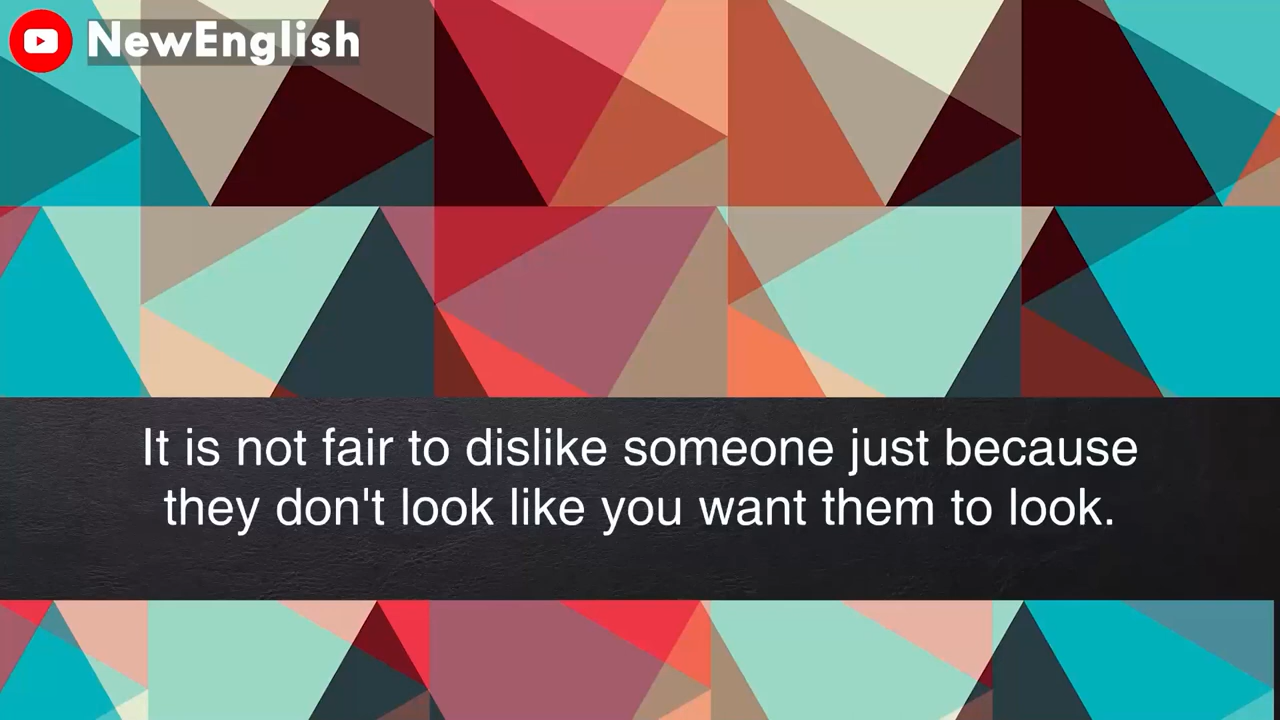 NewEnglish
It is not fair to dislike someone just because
they don't look like you want them to look.